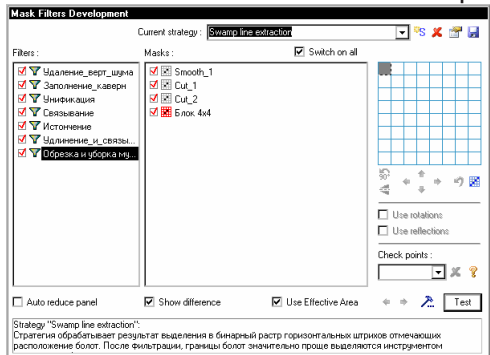 Mask Filters Development
Current strategy : Swamp line extraction
S
Filters :
Masks :
Switch on all
Удаление_верт_шума
Заполнение_каверн
Унификация
Связывание
Истончение
Удлинение_и_связы...
Обрезка и уборка му...
Smooth_1
Cut_1
Cut_2
Блок 4x4
90°
Use rotations
Use reflections
Check points :
Auto reduce panel
Show difference
Use Effective Area
Test
Strategy "Swamp line extraction":
Стратегия обрабатывает результат выделения в бинарный растр горизонтальных штрихов отмечающих
расположение болот. После фильтрации, границы болот значительно проще выделяются инструментом